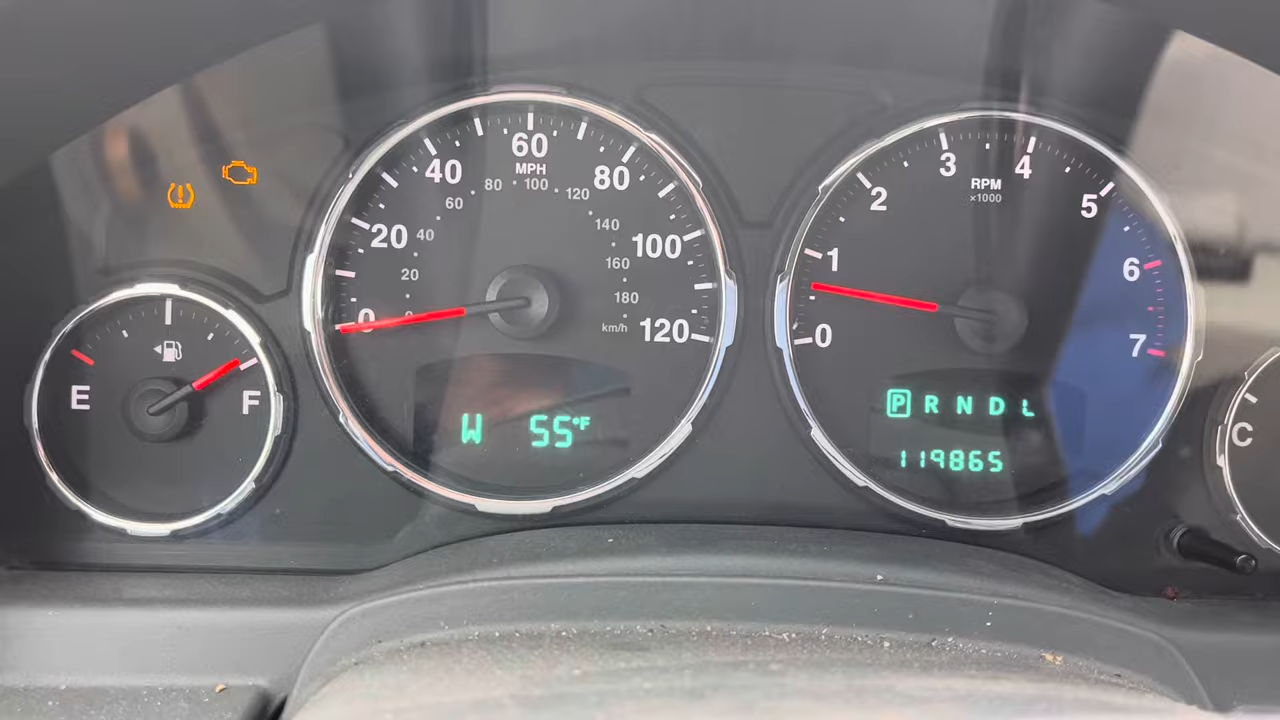 E F
0 20 40 60 80 100 120
MPH
20 40 60 80 100 120 140 160 180
km/h
W 55°F
0 1 2 3 4 5 6 7
RPM
×1000
P R N D L
119865
C